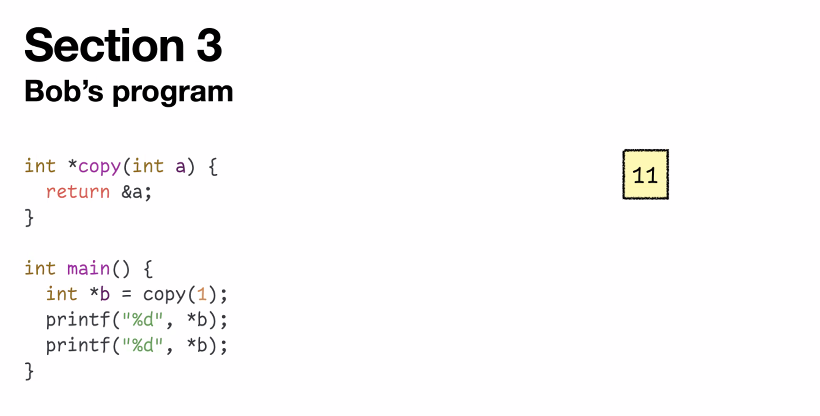 Section 3
Bob’s program
int *copy(int a) {
  return &a;
}
int main() {
  int *b = copy(1);
  printf("%d", *b);
  printf("%d", *b);
}
11